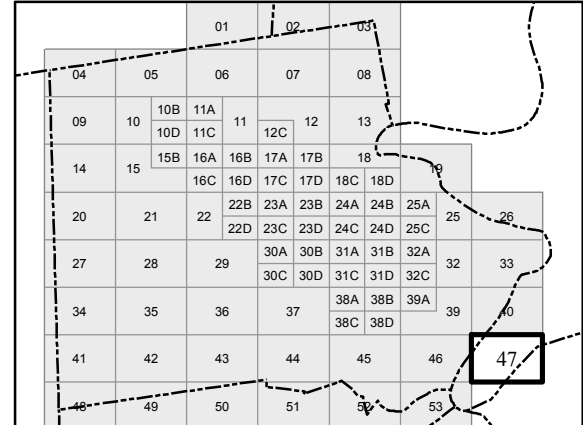 01 02 03
04 05 06 07 08
10B 11A
09 10 11 12 13
10D 11C 12C
15B 16A 16B 17A 17B 18
14 15 19
16C 16D 17C 17D 18C 18D
22B 23A 23B 24A 24B 25A
20 21 22 25 26
22D 23C 23D 24C 24D 25C
30A 30B 31A 31B 32A
27 28 29 32 33
30C 30D 31C 31D 32C
38A 38B 39A
34 35 36 37 39 40
38C 38D
41 42 43 44 45 46 47
48 49 50 51 52 53